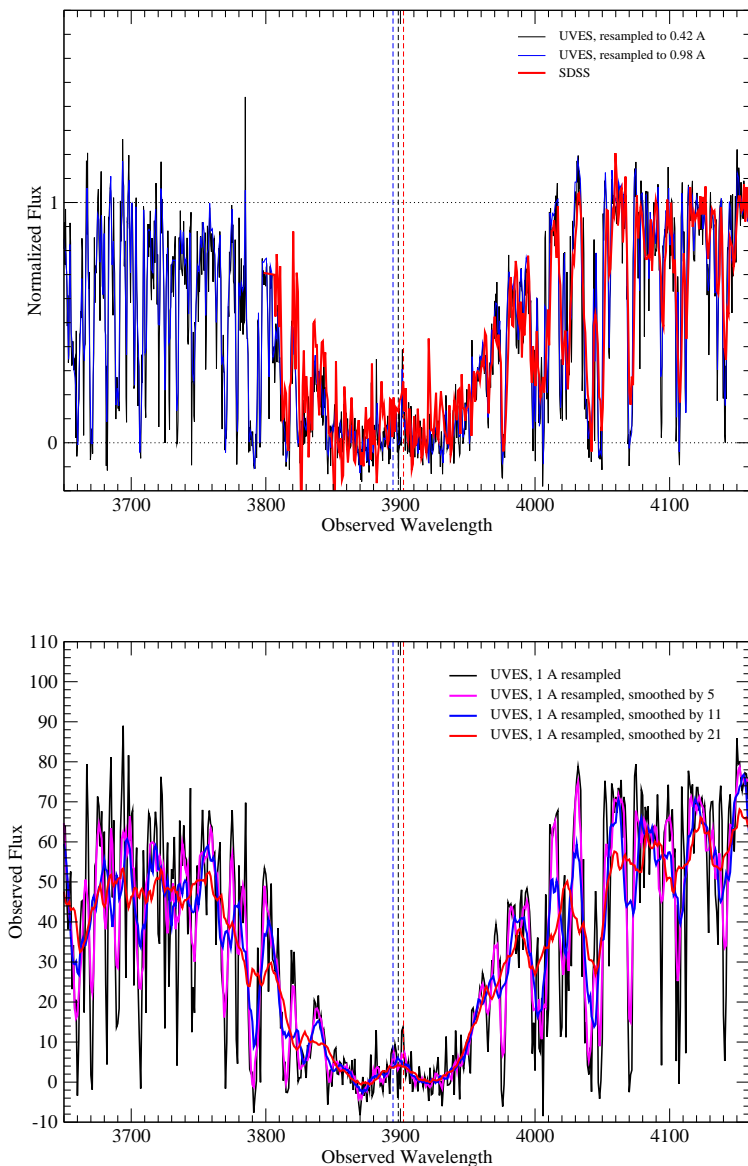 UVES, resampled to 0.42 A
UVES, resampled to 0.98 A
SDSS
1
0
Normalized Flux
3700
3800
3900
4000
4100
Observed Wavelength
110
100
90
80
70
60
50
40
30
20
10
0
-10
Observed Flux
UVES, 1 A resampled
UVES, 1 A resampled, smoothed by 5
UVES, 1 A resampled, smoothed by 11
UVES, 1 A resampled, smoothed by 21
3700
3800
3900
4000
4100
Observed Wavelength